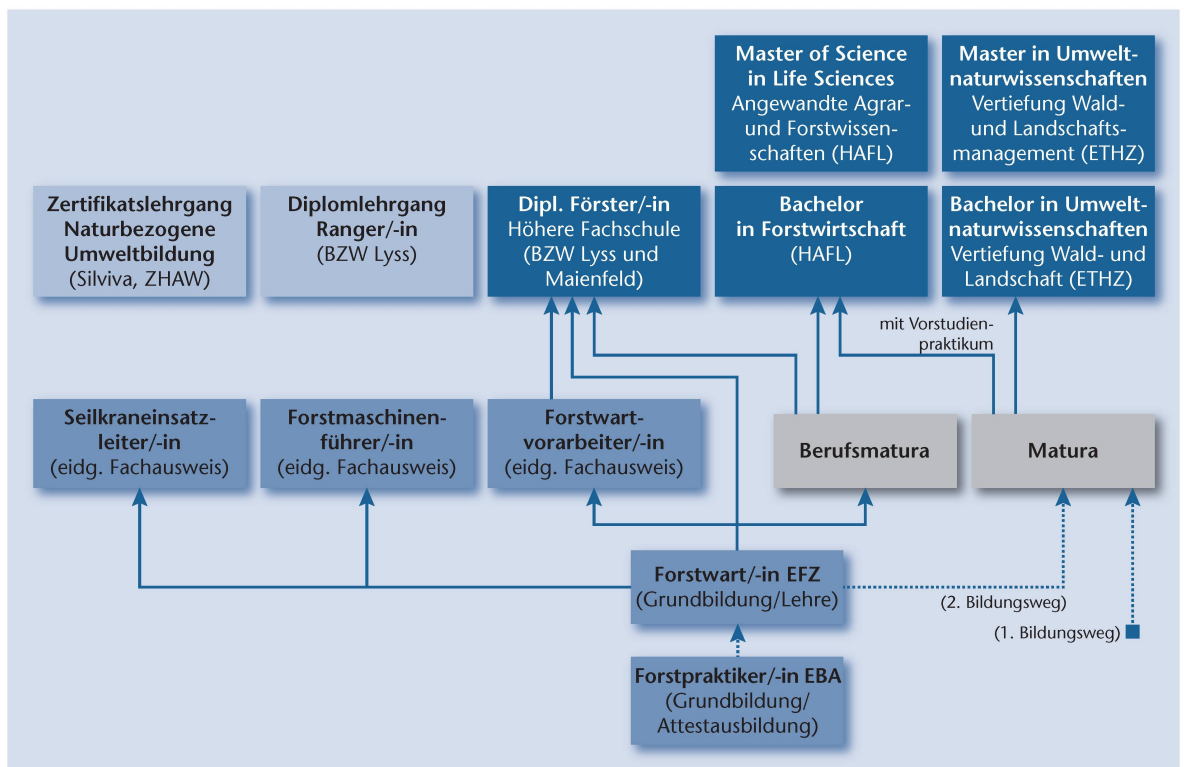 Master of Science
in Life Sciences
Angewandte Agrar-
und Forstwissen-
schaften (HAFL)
Master in Umwelt-
naturwissenschaften
Vertiefung Wald-
und Landschafts-
management (ETHZ)
Zertifikatslehrgang
Naturbezogene
Umweltbildung
(Silviva, ZHAW)
Diplomlehrgang
Ranger/-in
(BZW Lyss)
Dipl. Förster/-in
Höhere Fachschule
(BZW Lyss und
Maienfeld)
Bachelor
in Forstwirtschaft
(HAFL)
Bachelor in Umwelt-
naturwissenschaften
Vertiefung Wald- und
Landschaft (ETHZ)
mit Vorstudien-
praktikum
Seilkraneinsatz-
leiter/-in
(eidg. Fachausweis)
Forstmaschinen-
führer/-in
(eidg. Fachausweis)
Forstwart-
vorarbeiter/-in
(eidg. Fachausweis)
Berufsmatura
Matura
Forstwart/-in EFZ
(Grundbildung/Lehre)
(2. Bildungsweg)
(1. Bildungsweg)
Forstpraktiker/-in EBA
(Grundbildung/
Attestausbildung)